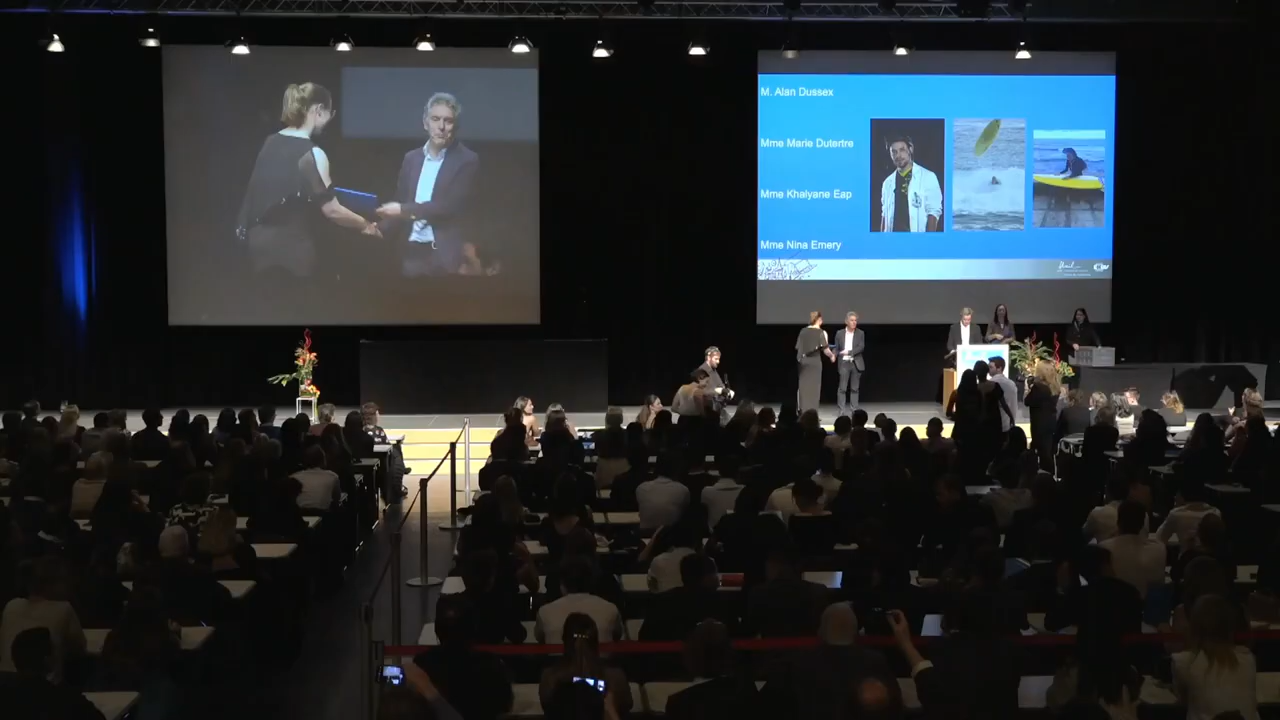 M. Alan Dussex
Mme Marie Dutertre
Mme Khalyane Eap
Mme Nina Emery